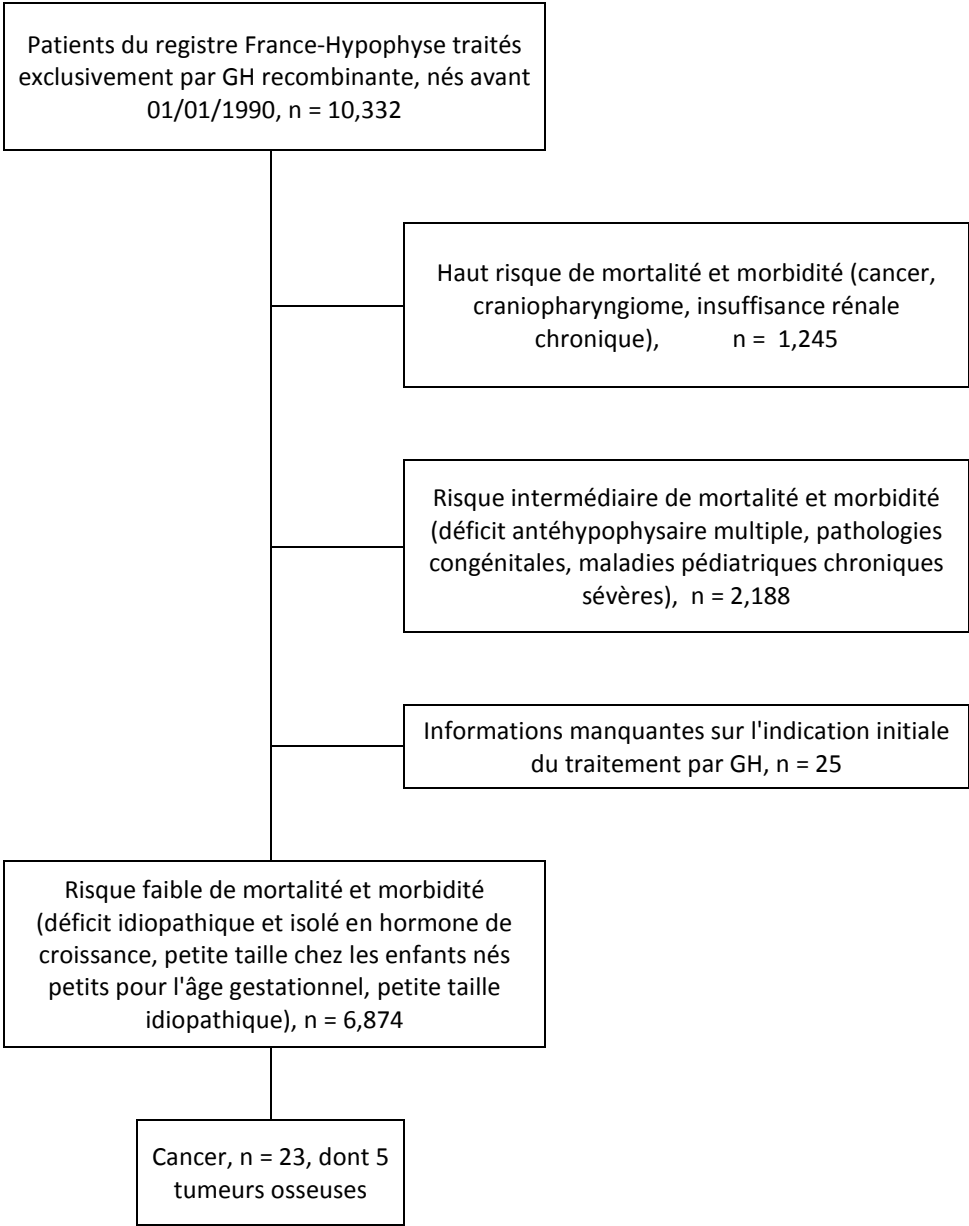 Patients du registre France-Hypophyse traités
exclusivement par GH recombinante, nés avant
01/01/1990, n = 10,332
Haut risque de mortalité et morbidité (cancer,
craniopharyngiome, insuffisance rénale
chronique), n = 1,245
Risque intermédiaire de mortalité et morbidité
(déficit antéhypophysaire multiple, pathologies
congénitales, maladies pédiatriques chroniques
sévères), n = 2,188
Informations manquantes sur l'indication initiale
du traitement par GH, n = 25
Risque faible de mortalité et morbidité
(déficit idiopathique et isolé en hormone de
croissance, petite taille chez les enfants nés
petits pour l'âge gestationnel, petite taille
idiopathique), n = 6,874
Cancer, n = 23, dont 5
tumeurs osseuses